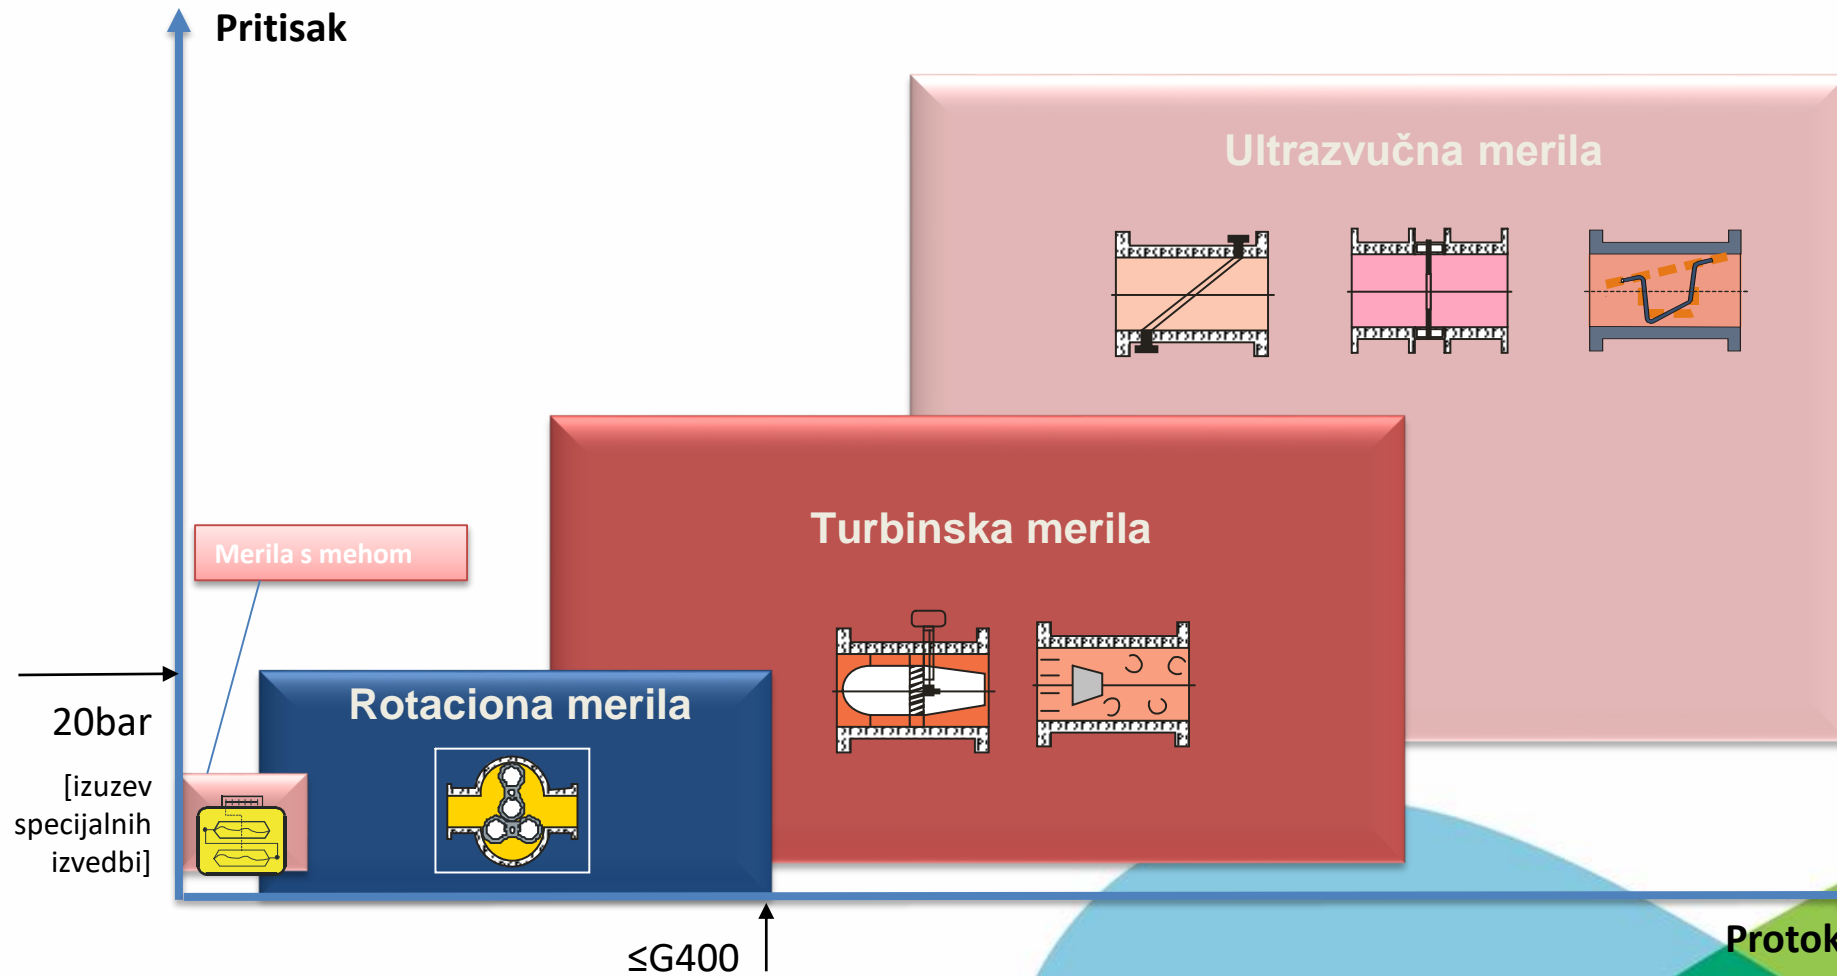 Pritisak
Ultrazvučna merila
Turbinska merila
Merila s mehom
Rotaciona merila
20bar
[izuzev
specijalnih
izvedbi]
≤G400
Protok